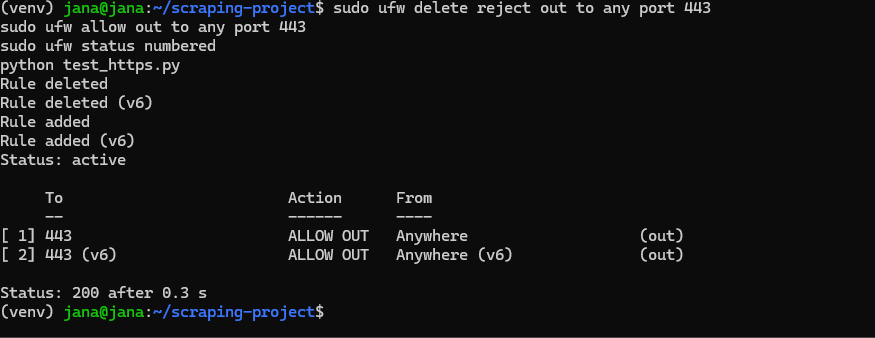 (venv) jana@jana:~/scraping-project$ sudo ufw delete reject out to any port 443
sudo ufw allow out to any port 443
sudo ufw status numbered
python test_https.py
Rule deleted
Rule deleted (v6)
Rule added
Rule added (v6)
Status: active

     To                         Action      From
     --                         ------      ----
[ 1] 443                        ALLOW OUT   Anywhere                   (out)
[ 2] 443 (v6)                   ALLOW OUT   Anywhere (v6)              (out)

Status: 200 after 0.3 s
(venv) jana@jana:~/scraping-project$